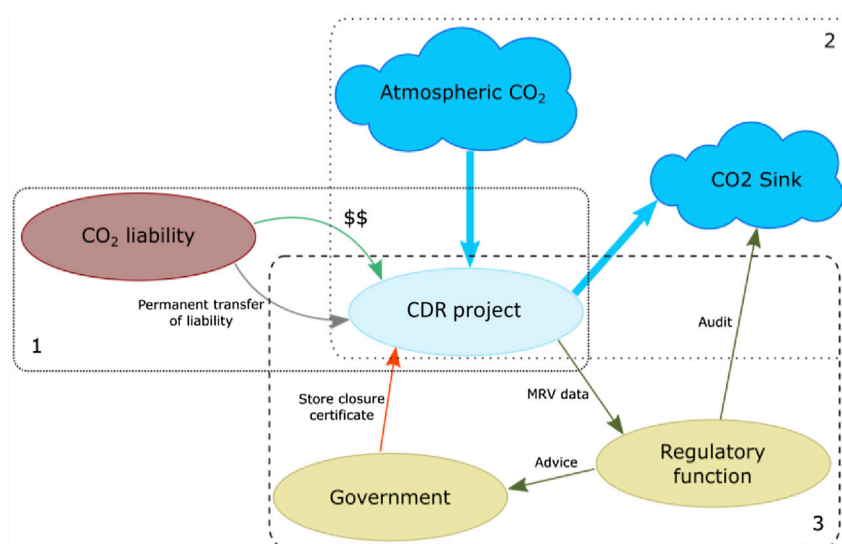 2
Atmospheric CO₂
CO2 Sink
CO₂ liability
$$
Permanent transfer
of liability
CDR project
1
Audit
Store closure
certificate
MRV data
Advice
Regulatory
function
Government
3